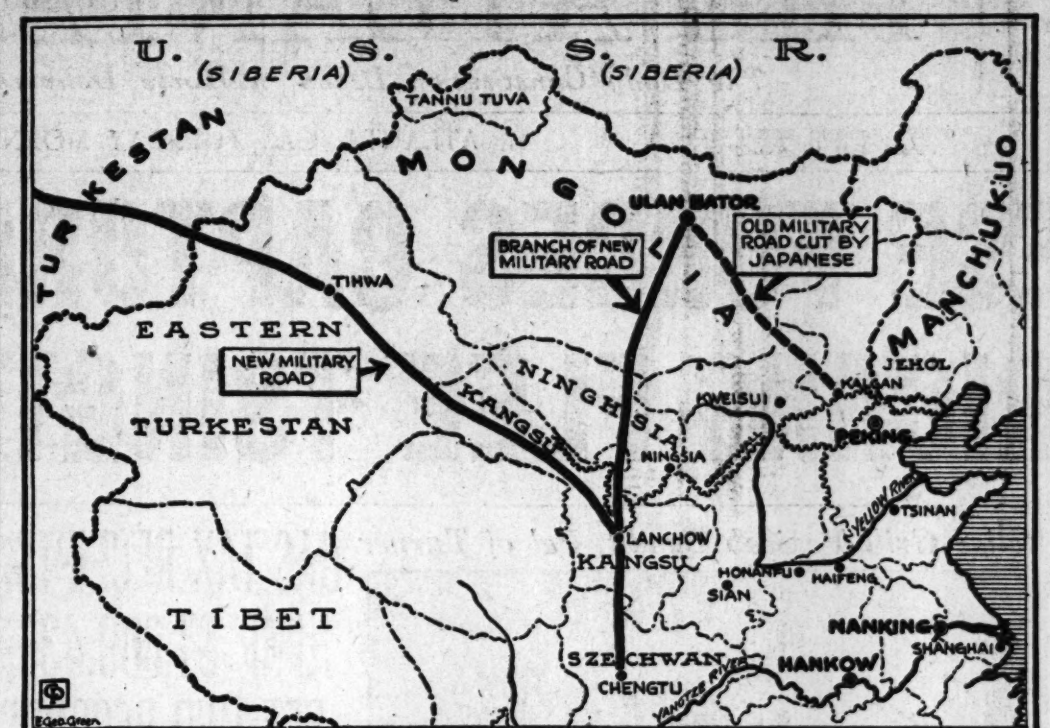 U. S. S. R.
(SIBERIA)
(SIBERIA)
TANNU TUVA
TURKESTAN
MONGOLIA
MANCHUKUO
ULAN BATOR
BRANCH OF NEW
MILITARY ROAD
OLD MILITARY
ROAD CUT BY
JAPANESE
TIHWA
EASTERN
TURKESTAN
NEW MILITARY
ROAD
NINGHSIA
KANGSU
JEHOL
KALGAN
KWEISUI
PEKING
NINGSIA
YELLOW RIVER
TSINAN
LANCHOW
KANGSU
HONANFU
HAIFENG
SIAN
TIBET
NANKING
SHANGHAI
SZECHWAN
HANKOW
CHENGTU
YANGTZE RIVER
E.Geo.Green